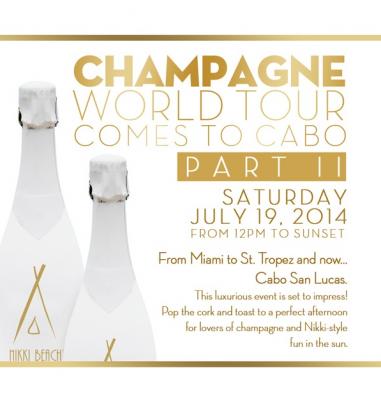 CHAMPAGNE
WORLD TOUR
COMES TO CABO
PART II
SATURDAY
JULY 19, 2014
FROM 12PM TO SUNSET
From Miami to St. Tropez and now...
Cabo San Lucas.
This luxurious event is set to impress!
Pop the cork and toast to a perfect afternoon
for lovers of champagne and Nikki-style
fun in the sun.
NIKKI BEACH